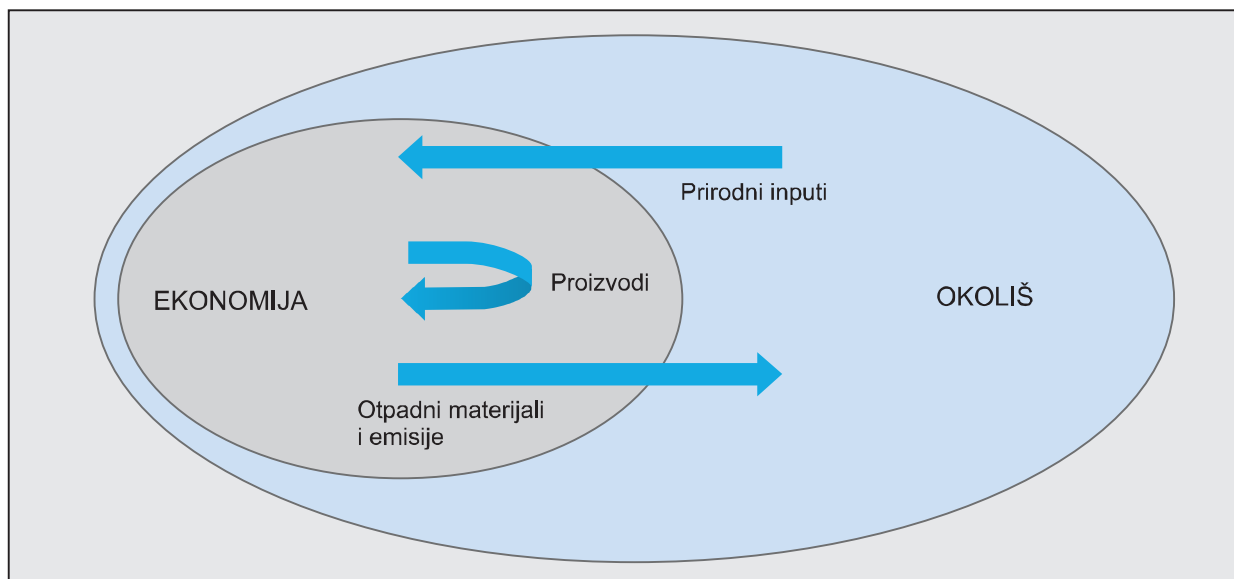 Prirodni inputi
Proizvodi
EKONOMIJA
OKOLIŠ
Otpadni materijali
i emisije